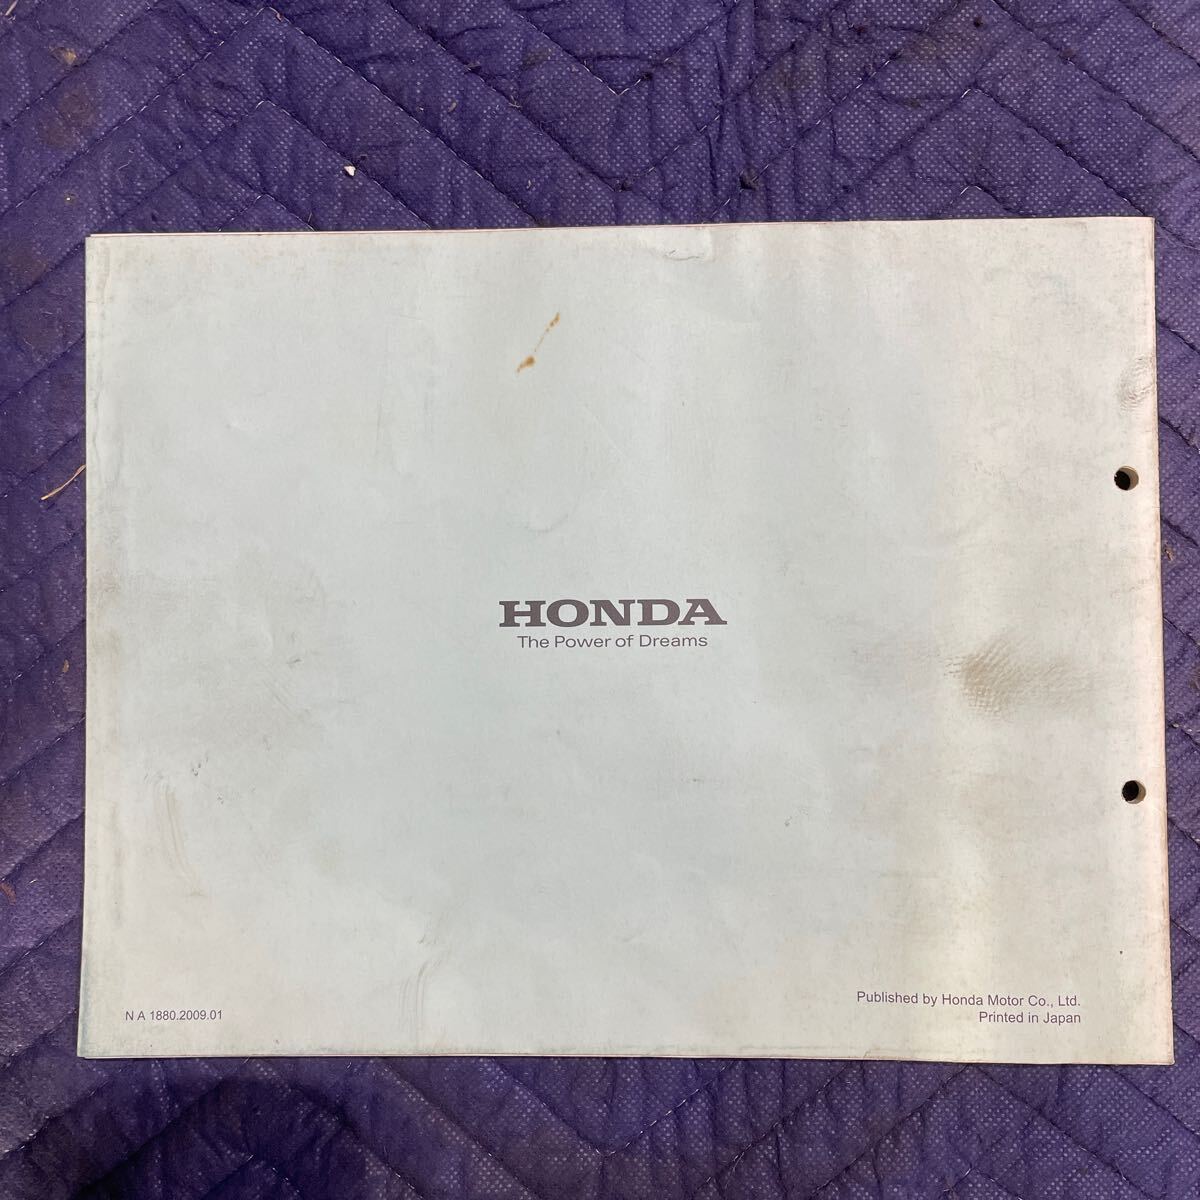 HONDA
The Power of Dreams
N A 1880.2009.01
Published by Honda Motor Co., Ltd.
Printed in Japan